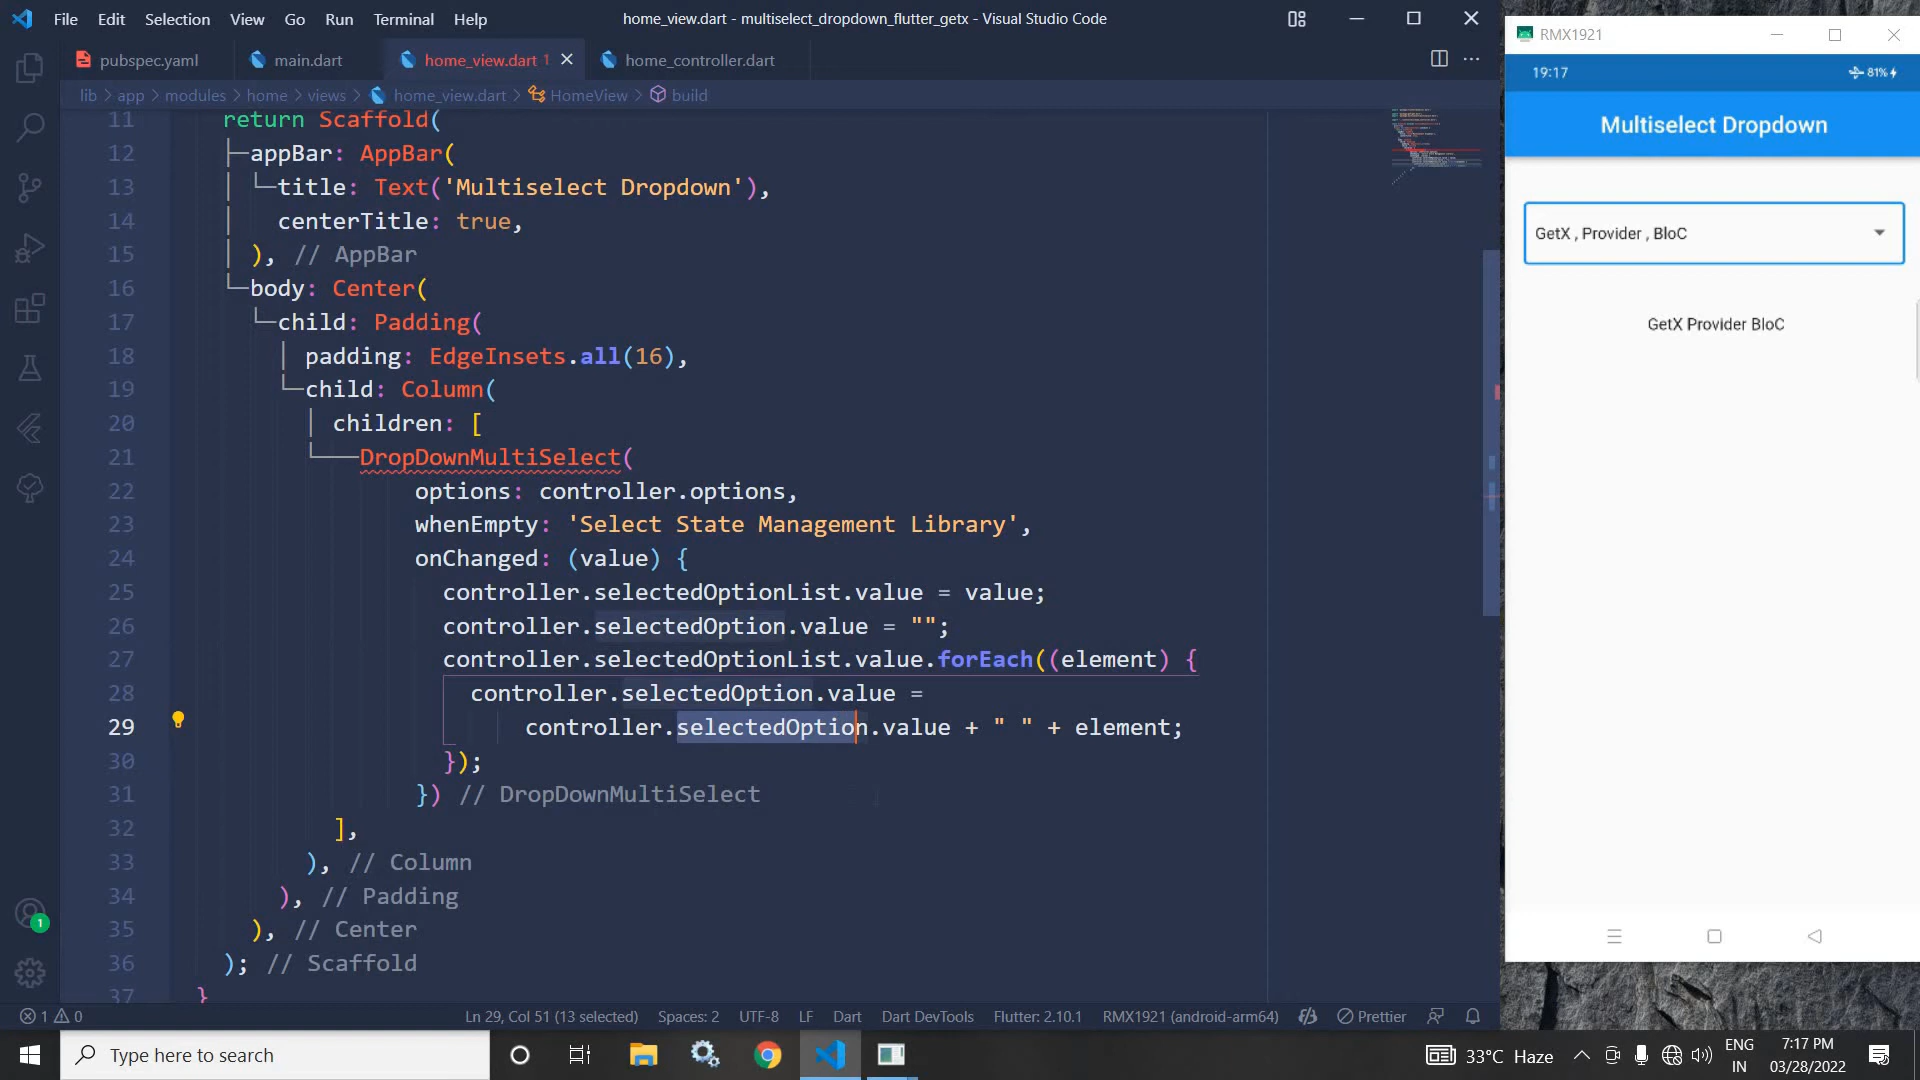 File Edit Selection View Go Run Terminal Help
home_view.dart - multiselect_dropdown_flutter_getx - Visual Studio Code
pubspec.yaml
main.dart
home_view.dart 1
home_controller.dart
lib > app > modules > home > views > home_view.dart > HomeView > build
11 return Scaffold(
12 appBar: AppBar(
13 title: Text('Multiselect Dropdown'),
14 centerTitle: true,
15 ), // AppBar
16 body: Center(
17 child: Padding(
18 padding: EdgeInsets.all(16),
19 child: Column(
20 children: [
21 DropDownMultiSelect(
22 options: controller.options,
23 whenEmpty: 'Select State Management Library',
24 onChanged: (value) {
25 controller.selectedOptionList.value = value;
26 controller.selectedOption.value = "";
27 controller.selectedOptionList.value.forEach((element) {
28 controller.selectedOption.value =
29 controller.selectedOption.value + " " + element;
30 });
31 }) // DropDownMultiSelect
32 ],
33 ), // Column
34 ), // Padding
35 ), // Center
36 ); // Scaffold
37 }
1
1 0
Ln 29, Col 51 (13 selected) Spaces: 2 UTF-8 LF Dart Dart DevTools Flutter: 2.10.1 RMX1921 (android-arm64) Prettier
RMX1921
19:17
81%
Multiselect Dropdown
GetX , Provider , BloC
GetX Provider BloC
Type here to search
33°C Haze
ENG
IN
7:17 PM
03/28/2022